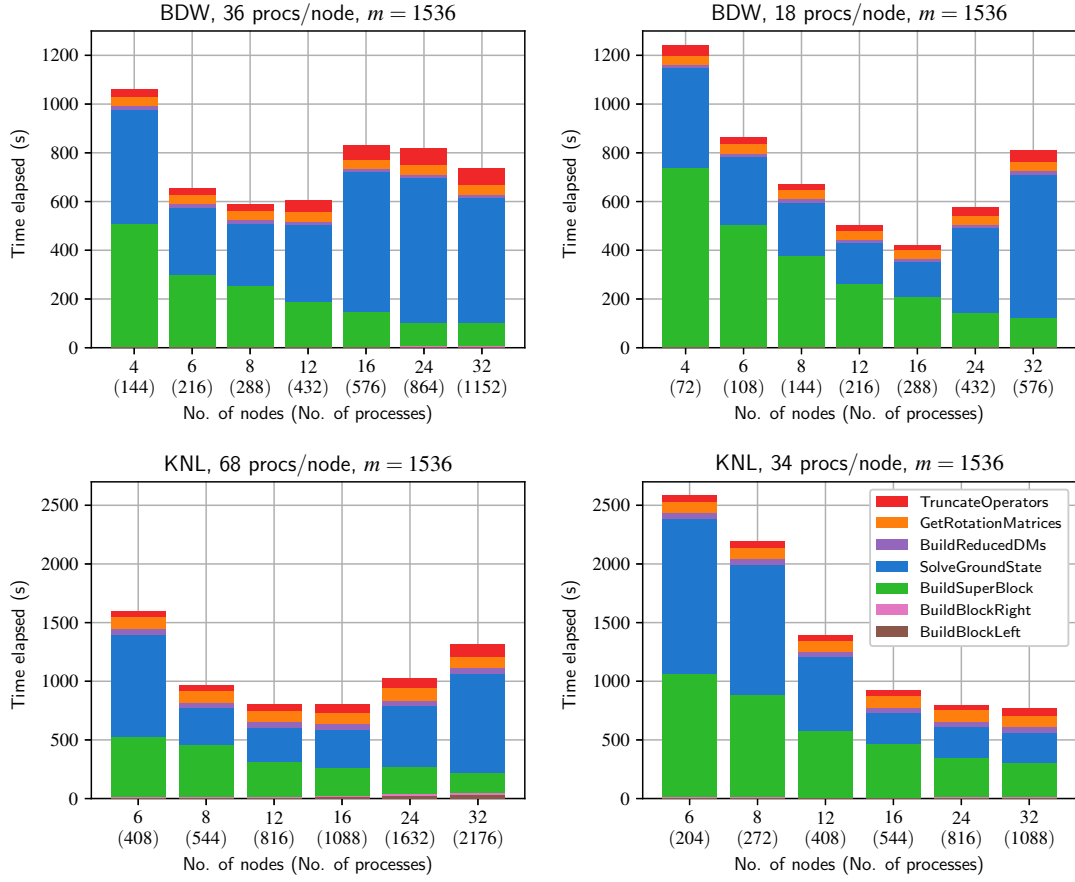 BDW, 36 procs/node, m = 1536
Time elapsed (s)
1200
1000
800
600
400
200
0
4 6 8 12 16 24 32
(144) (216) (288) (432) (576) (864) (1152)
No. of nodes (No. of processes)
BDW, 18 procs/node, m = 1536
Time elapsed (s)
1200
1000
800
600
400
200
0
4 6 8 12 16 24 32
(72) (108) (144) (216) (288) (432) (576)
No. of nodes (No. of processes)
KNL, 68 procs/node, m = 1536
Time elapsed (s)
2500
2000
1500
1000
500
0
6 8 12 16 24 32
(408) (544) (816) (1088) (1632) (2176)
No. of nodes (No. of processes)
KNL, 34 procs/node, m = 1536
Time elapsed (s)
2500
2000
1500
1000
500
0
TruncateOperators
GetRotationMatrices
BuildReducedDMs
SolveGroundState
BuildSuperBlock
BuildBlockRight
BuildBlockLeft
6 8 12 16 24 32
(204) (272) (408) (544) (816) (1088)
No. of nodes (No. of processes)